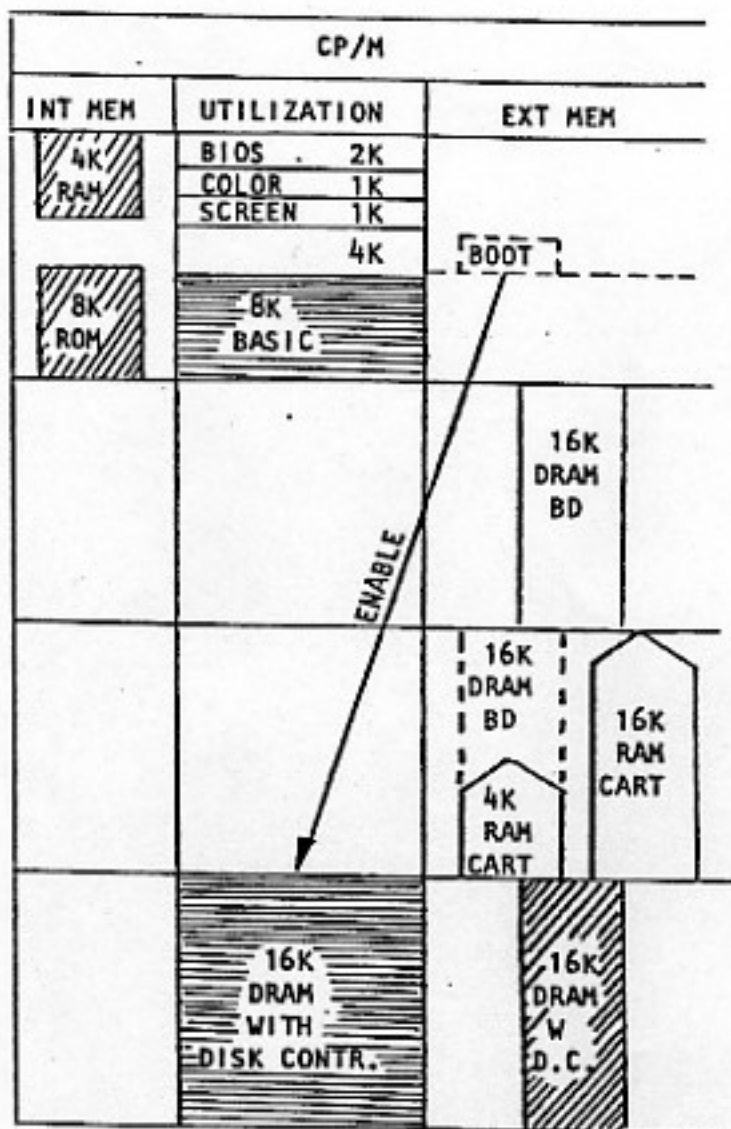 CP/M
INT MEM
UTILIZATION
EXT MEM
4K
RAM
BIOS 2K
COLOR 1K
SCREEN 1K
4K
BOOT
8K
ROM
8K
BASIC
16K
DRAM
BD
ENABLE
16K
DRAM
BD
4K
RAM
CART
16K
RAM
CART
16K
DRAM
WITH
DISK CONTR.
16K
DRAM
W
D.C.